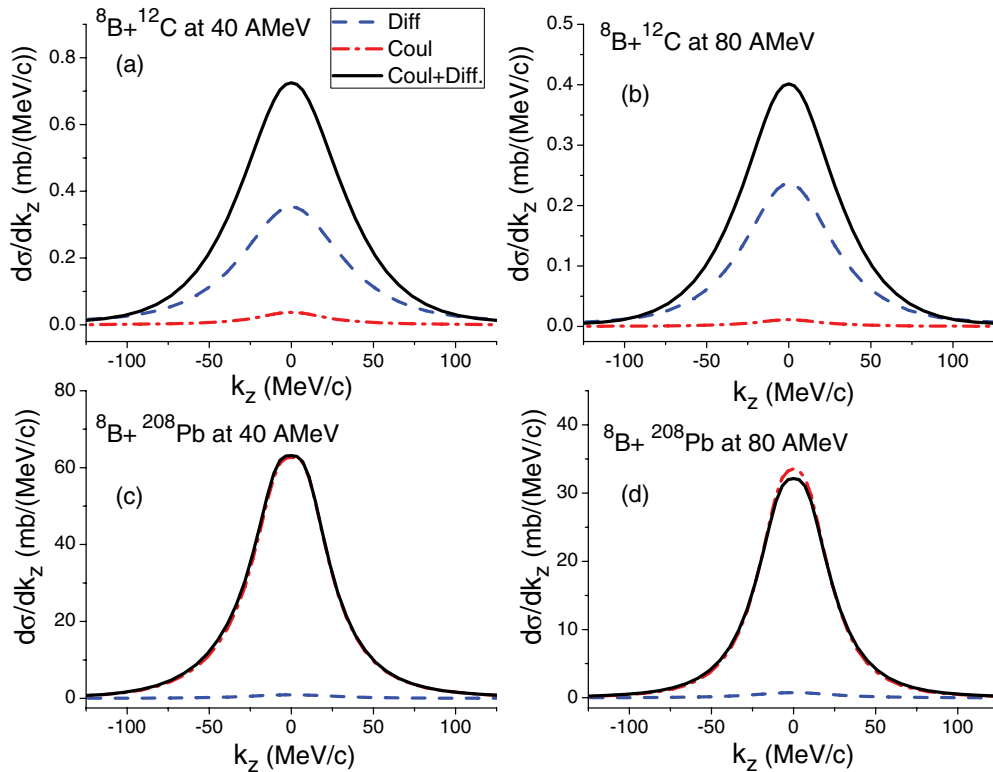 ⁸B+ ¹²C at 40 AMeV
(a)
Diff
Coul
Coul+Diff.
dσ/dk_z (mb/(MeV/c))
0.9
0.6
0.4
0.2
0.0
-100 -50 0 50 100
k_z (MeV/c)
⁸B+ ¹²C at 80 AMeV
(b)
dσ/dk_z (mb/(MeV/c))
0.5
0.4
0.3
0.2
0.1
0.0
-100 -50 0 50 100
k_z (MeV/c)
⁸B+ ²⁰⁸Pb at 40 AMeV
(c)
dσ/dk_z (mb/(MeV/c))
80
60
40
20
0
-100 -50 0 50 100
k_z (MeV/c)
⁸B+ ²⁰⁸Pb at 80 AMeV
(d)
dσ/dk_z (mb/(MeV/c))
40
30
20
10
0
-100 -50 0 50 100
k_z (MeV/c)